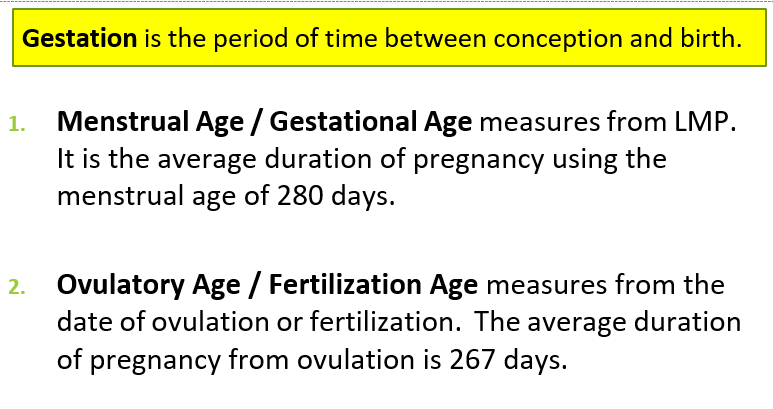 Gestation is the period of time between conception and birth.
1. Menstrual Age / Gestational Age measures from LMP.
It is the average duration of pregnancy using the
menstrual age of 280 days.
2. Ovulatory Age / Fertilization Age measures from the
date of ovulation or fertilization. The average duration
of pregnancy from ovulation is 267 days.